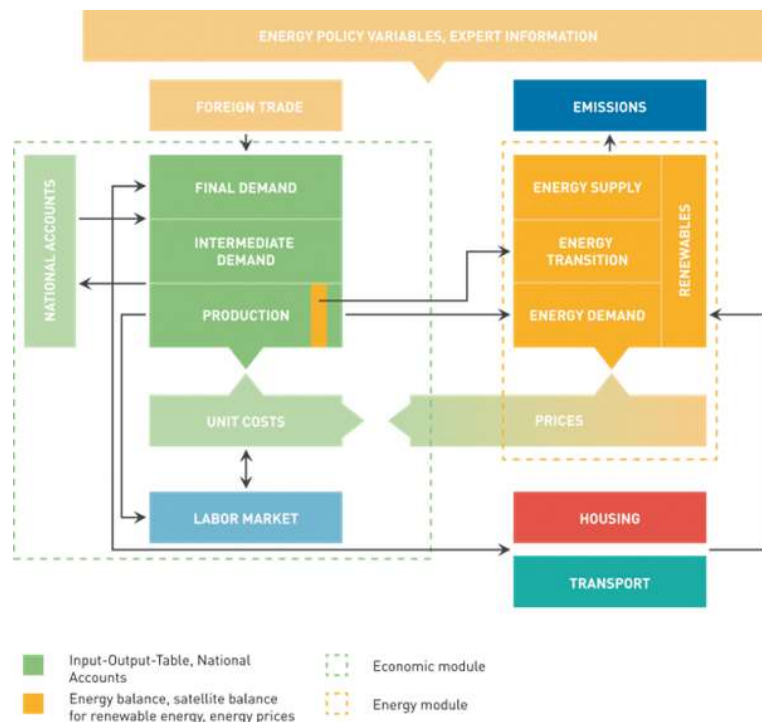 ENERGY POLICY VARIABLES, EXPERT INFORMATION
FOREIGN TRADE
EMISSIONS
NATIONAL ACCOUNTS
FINAL DEMAND
INTERMEDIATE
DEMAND
PRODUCTION
ENERGY SUPPLY
ENERGY
TRANSITION
ENERGY DEMAND
RENEWABLES
UNIT COSTS
PRICES
LABOR MARKET
HOUSING
TRANSPORT
Input-Output-Table, National
Accounts
Energy balance, satellite balance
for renewable energy, energy prices
Economic module
Energy module